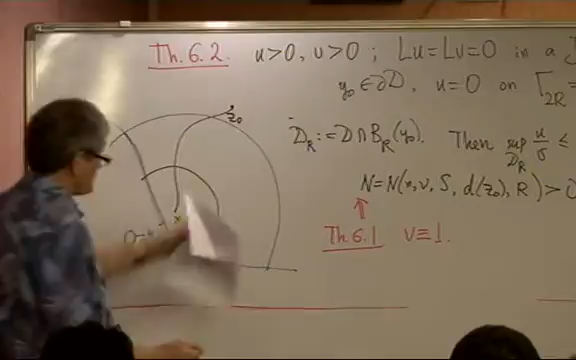 Th. 6.2. u>0, v>0 ; Lu=Lv=0 in a
y₀ ∈ ∂D, u=0 on Γ₂R =
z₀
D_R := D ∩ B_R(y₀). Then sup_{D_R} u/v ≤
N=N(n,ν,S,d(z₀),R)>0
Th 6.1 v≡1.